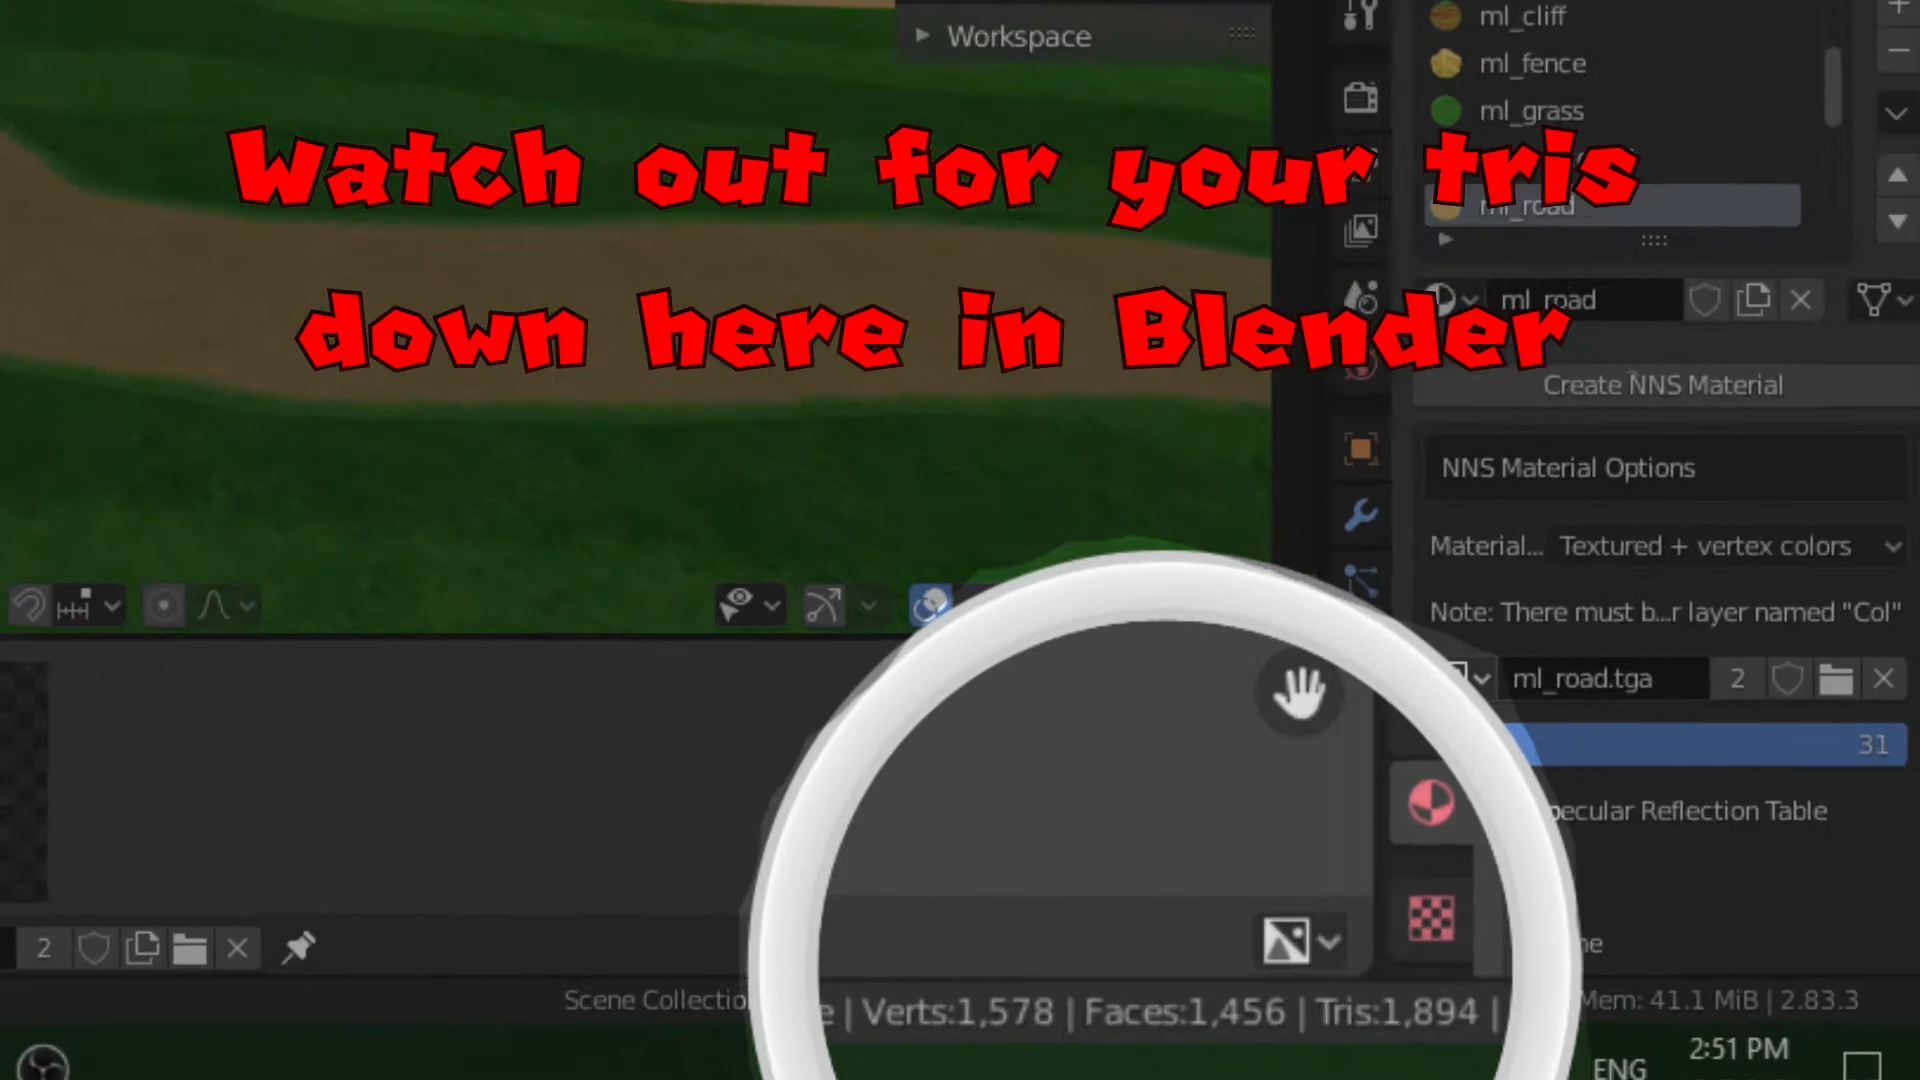 Workspace
ml_cliff
ml_fence
ml_grass
Watch out for your tris
ml_road
down here in Blender
ml_road
Create NNS Material
NNS Material Options
Material... Textured + vertex colors
Note: There must b...r layer named "Col"
ml_road.tga 2
31
pecular Reflection Table
2
ne
Scene Collectio
e | Verts:1,578 | Faces:1,456 | Tris:1,894 |
Mem: 41.1 MiB | 2.83.3
2:51 PM
ENG